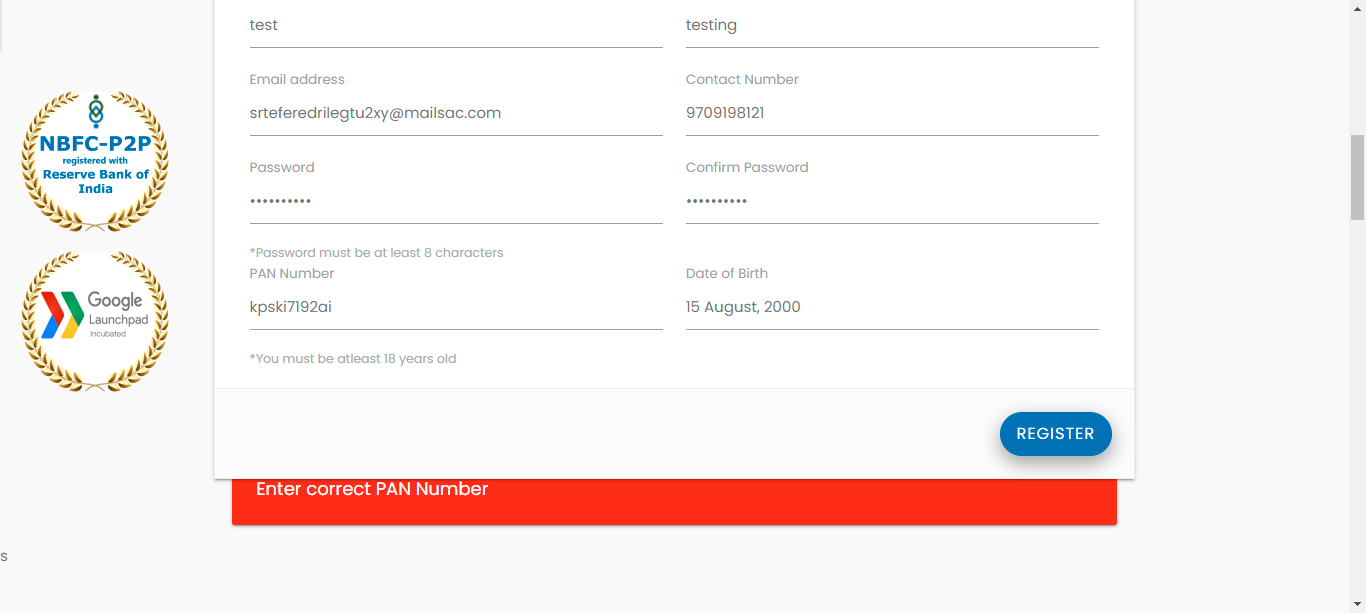 test
testing
Email address
Contact Number
srteferedrilegtu2xy@mailsac.com
9709198121
Password
Confirm Password
••••••••••
••••••••••
*Password must be at least 8 characters
PAN Number
Date of Birth
kpski7192ai
15 August, 2000
*You must be atleast 18 years old
REGISTER
Enter correct PAN Number
NBFC-P2P
registered with
Reserve Bank of
India
Google
Launchpad
Incubated
s